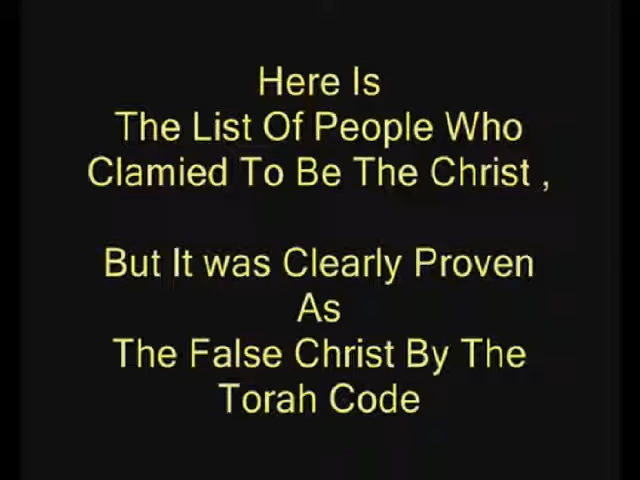 Here Is
The List Of People Who
Clamied To Be The Christ ,
But It was Clearly Proven
As
The False Christ By The
Torah Code